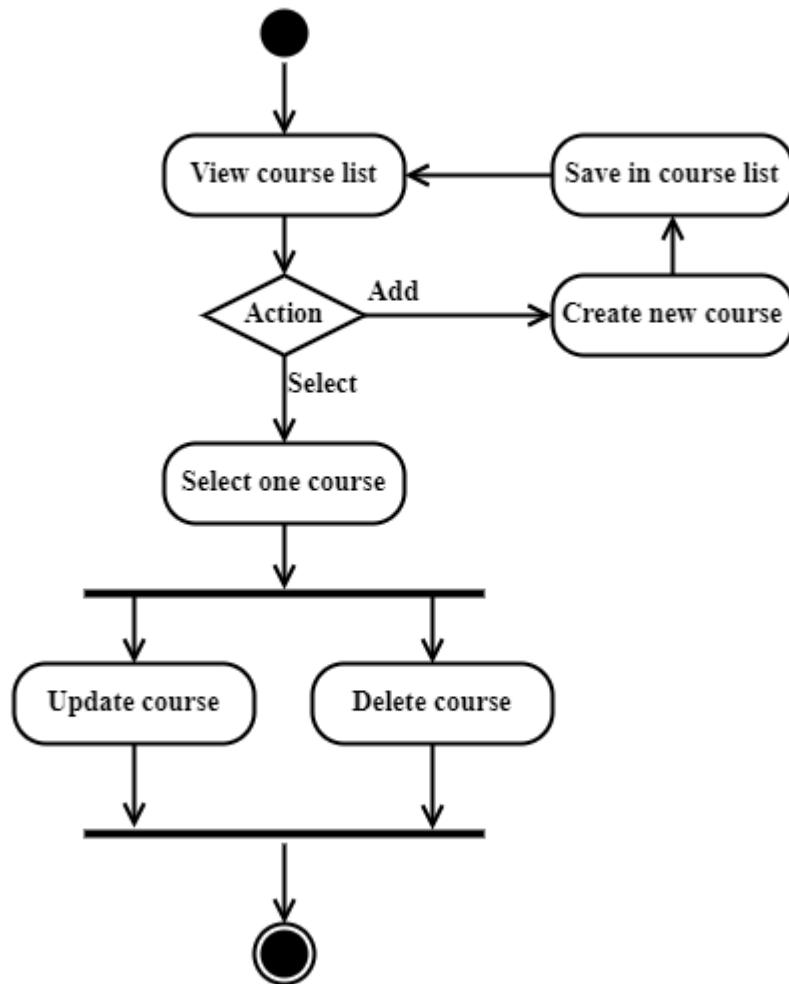 View course list
Save in course list
Action
Add
Create new course
Select
Select one course
Update course
Delete course